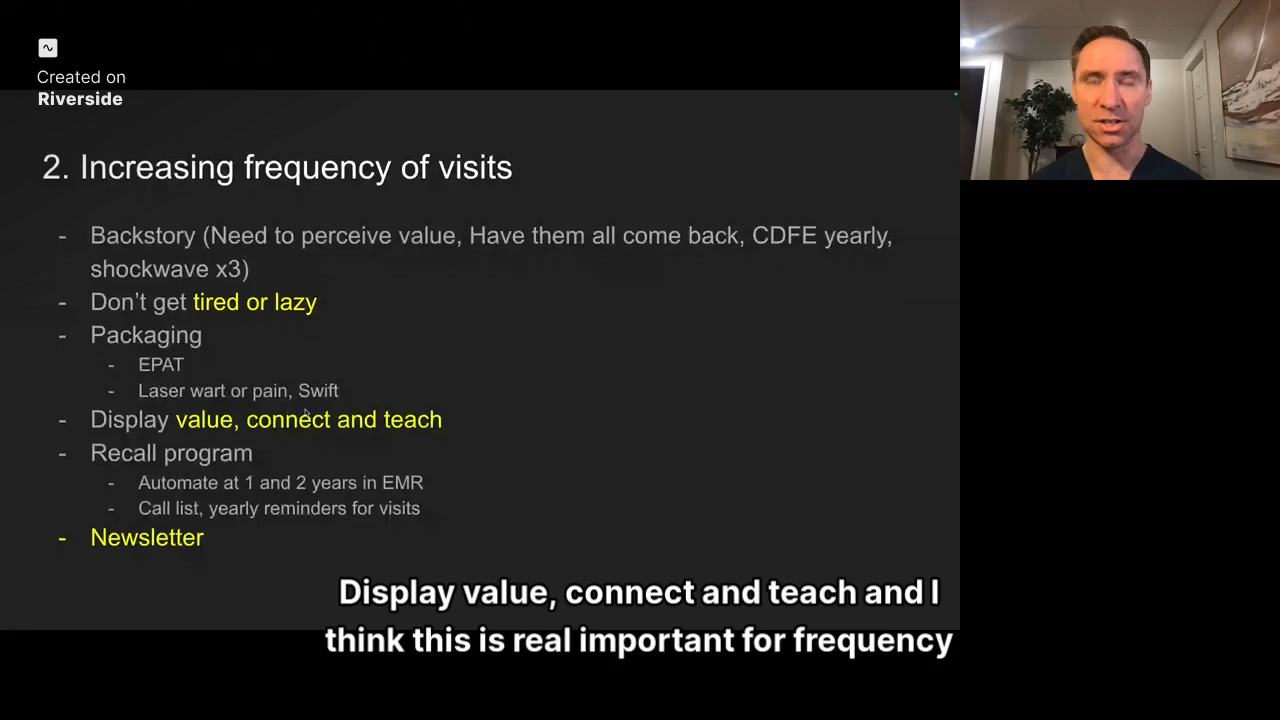 Created on
Riverside
2. Increasing frequency of visits
- Backstory (Need to perceive value, Have them all come back, CDFE yearly,
shockwave x3)
- Don’t get tired or lazy
- Packaging
- EPAT
- Laser wart or pain, Swift
- Display value, connect and teach
- Recall program
- Automate at 1 and 2 years in EMR
- Call list, yearly reminders for visits
- Newsletter
Display value, connect and teach and I
think this is real important for frequency